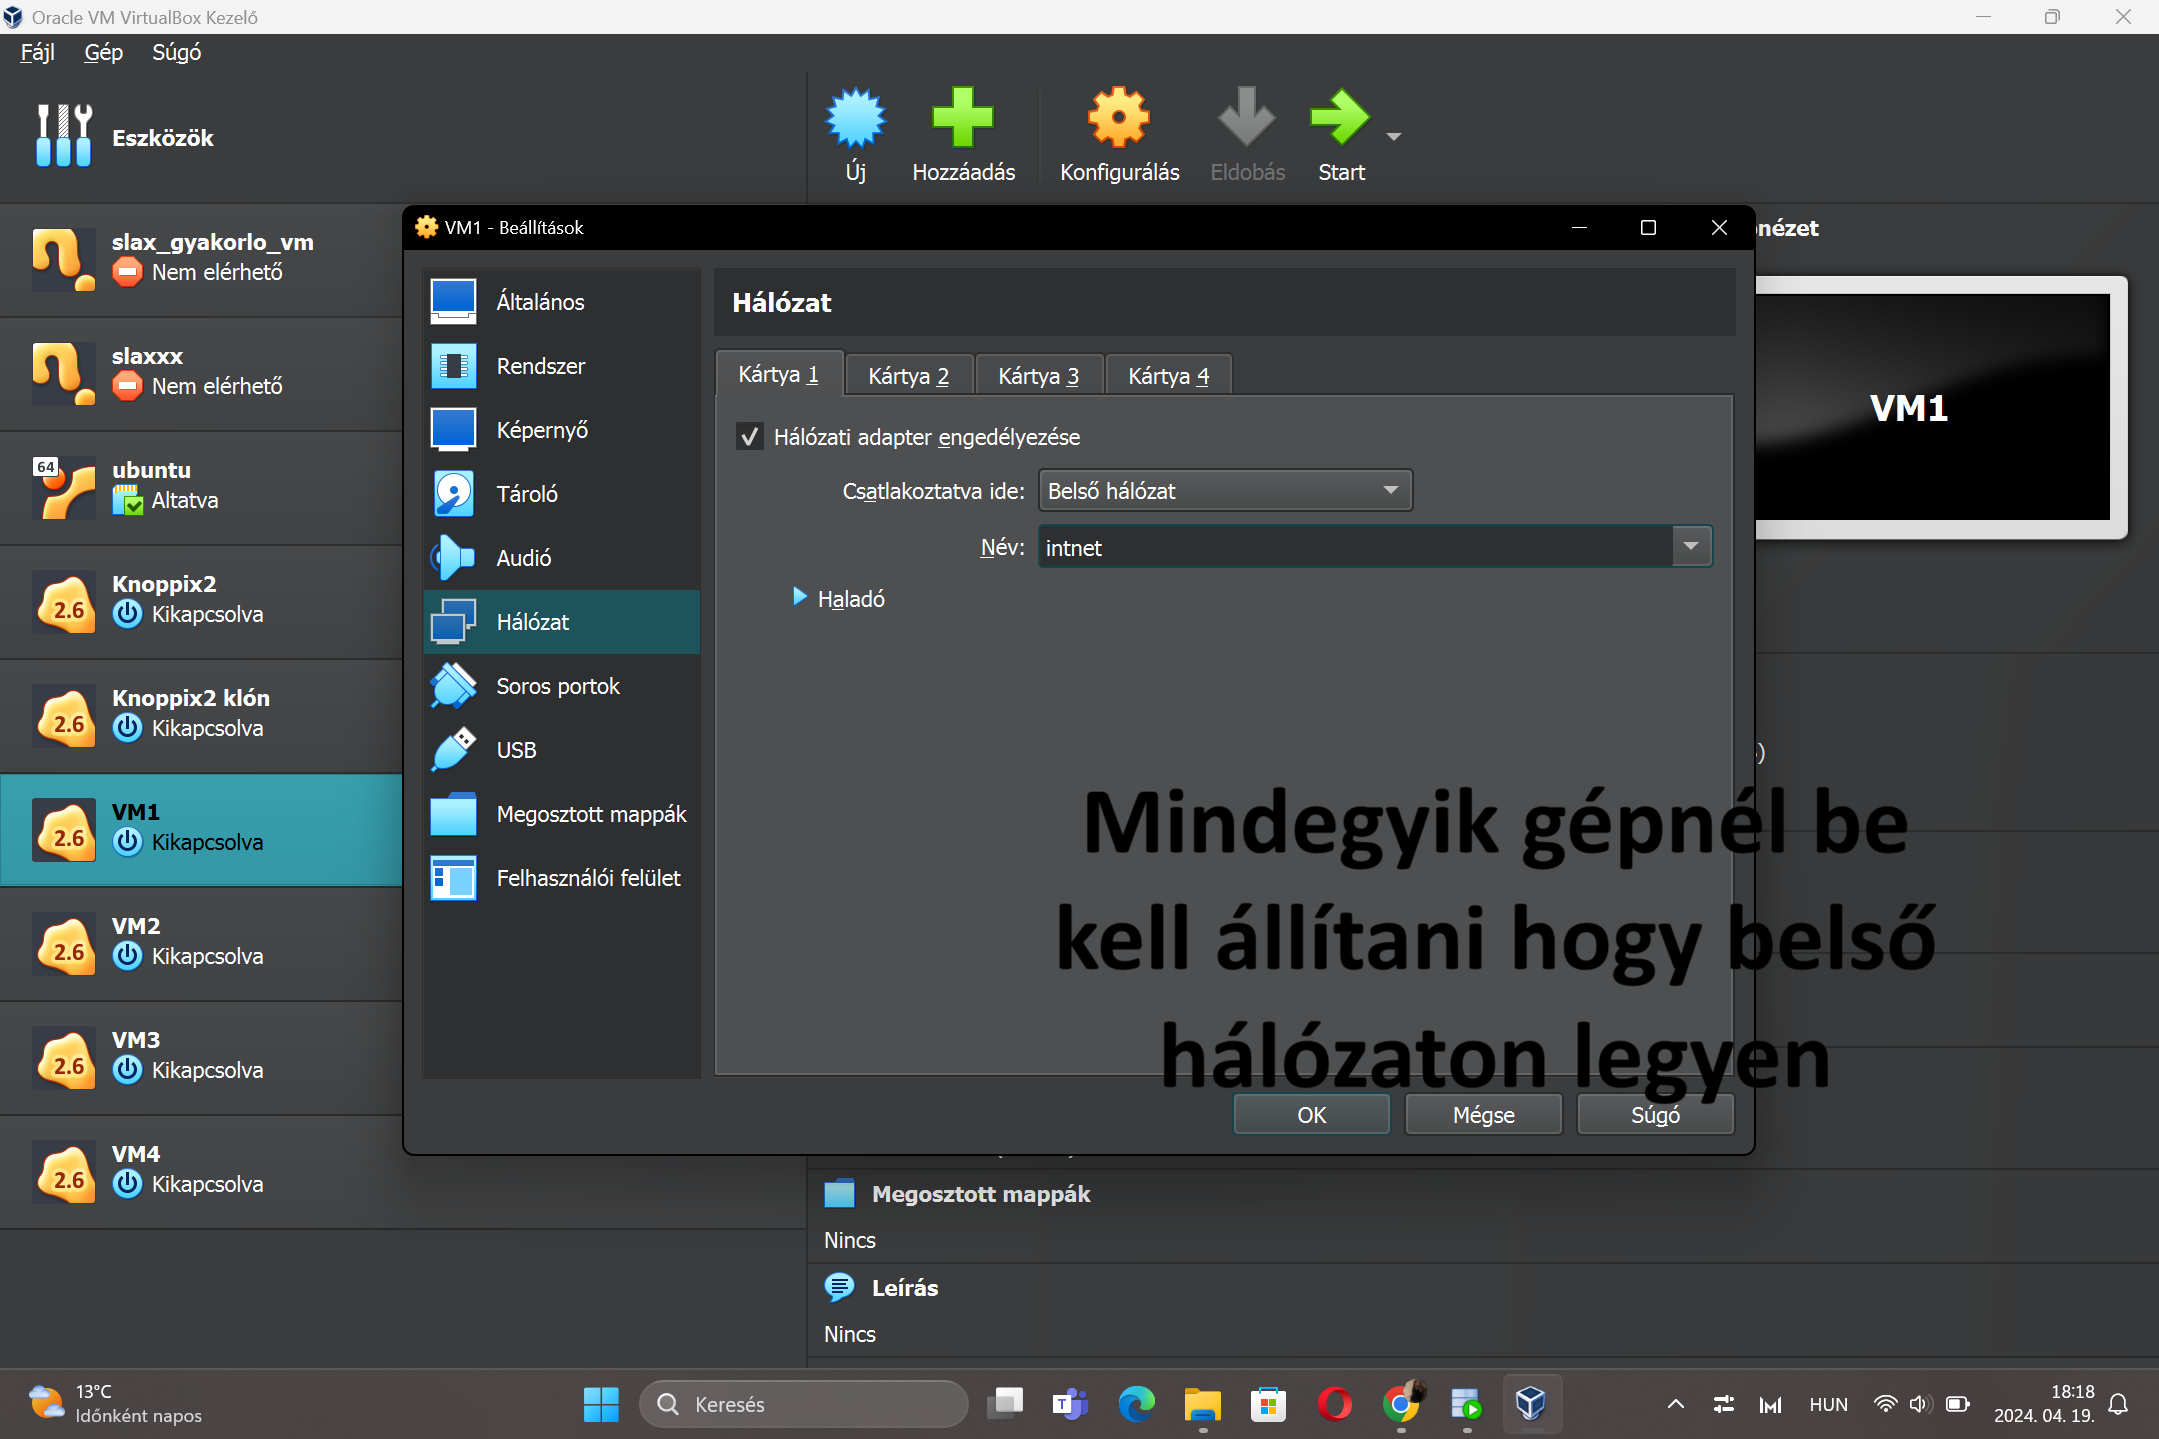 Oracle VM VirtualBox Kezelő
Fájl Gép Súgó
Eszközök
Új
Hozzáadás
Konfigurálás
Eldobás
Start
slax_gyakorlo_vm
Nem elérhető
slaxxx
Nem elérhető
64
ubuntu
Altatva
2.6
Knoppix2
Kikapcsolva
2.6
Knoppix2 klón
Kikapcsolva
2.6
VM1
Kikapcsolva
2.6
VM2
Kikapcsolva
2.6
VM3
Kikapcsolva
2.6
VM4
Kikapcsolva
VM1 - Beállítások
Általános
Rendszer
Képernyő
Tároló
Audió
Hálózat
Soros portok
USB
Megosztott mappák
Felhasználói felület
Hálózat
Kártya 1 Kártya 2 Kártya 3 Kártya 4
Hálózati adapter engedélyezése
Csatlakoztatva ide: Belső hálózat
Név: intnet
Haladó
OK Mégse Súgó
nézet
VM1
Mindegyik gépnél be
kell állítani hogy belső
hálózaton legyen
Megosztott mappák
Nincs
Leírás
Nincs
13°C
Időnként napos
Keresés
HUN
18:18
2024. 04. 19.